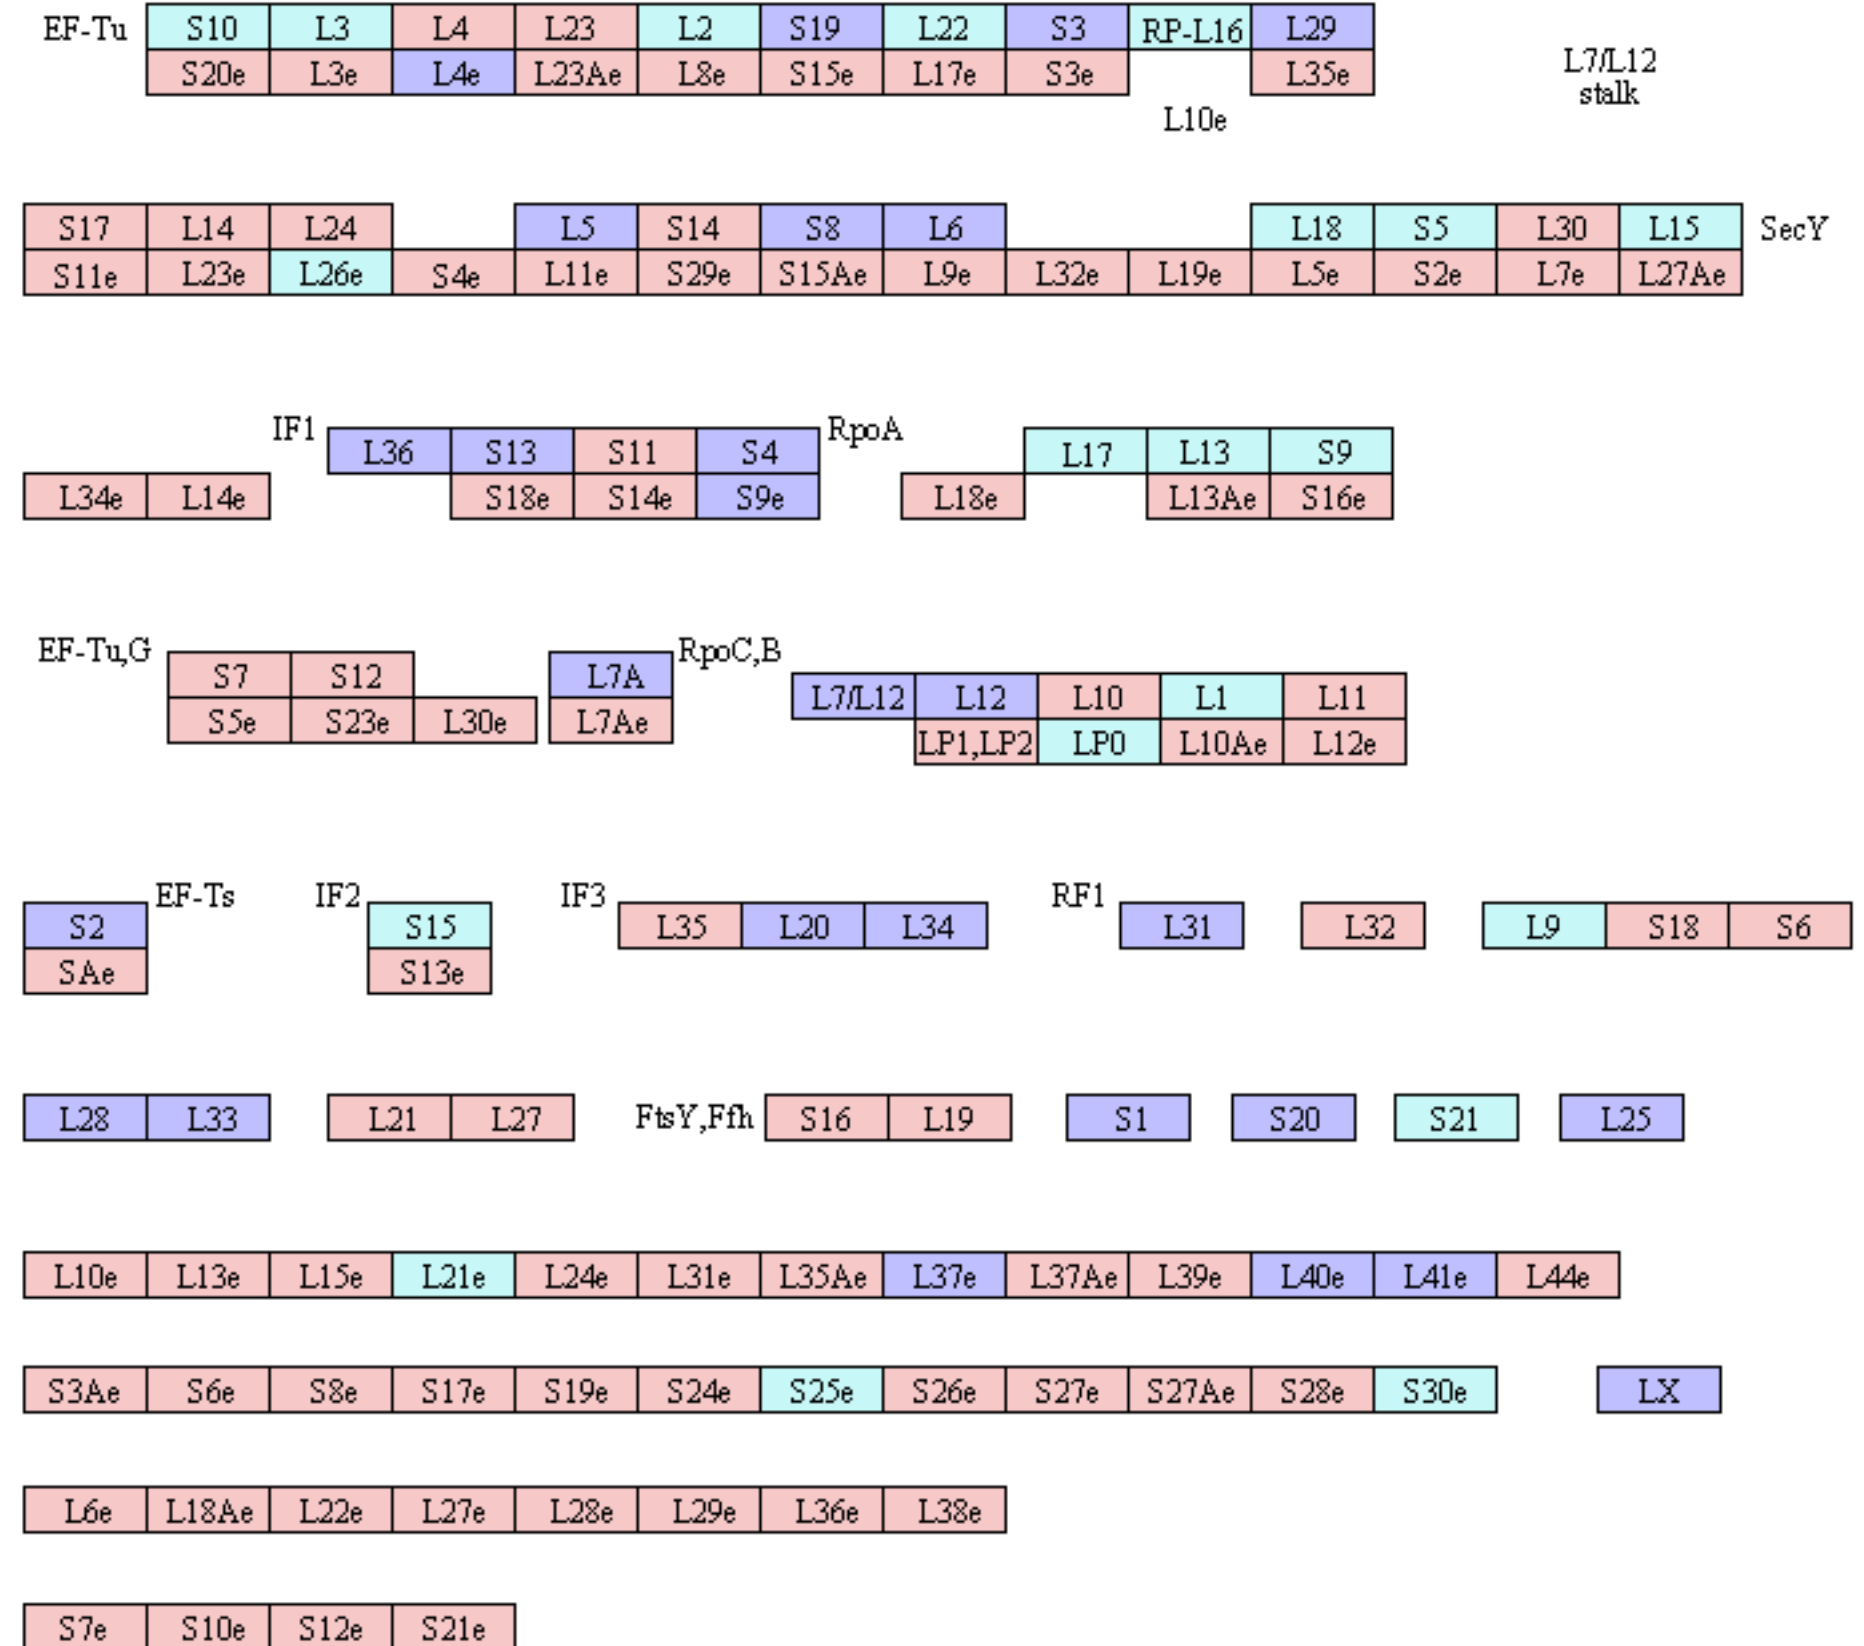 EF-Tu S10 L3 L4 L23 L2 S19 L22 S3 RP-L16 L29
S20e L3e L4e L23Ae L8e S15e L17e S3e L35e
L7/L12
stalk
L10e
S17 L14 L24 L5 S14 S8 L6 L18 S5 L30 L15 SecY
S11e L23e L26e S4e L11e S29e S15Ae L9e L32e L19e L5e S2e L7e L27Ae
IF1 L36 S13 S11 S4 RpoA L17 L13 S9
L34e L14e S18e S14e S9e L18e L13Ae S16e
EF-Tu,G S7 S12 L7A RpoC,B L7/L12 L12 L10 L1 L11
S5e S23e L30e L7Ae LP1,LP2 LP0 L10Ae L12e
S2 EF-Ts IF2 S15 IF3 L35 L20 L34 RF1 L31 L32 L9 S18 S6
SAe S13e
L28 L33 L21 L27 FtsY,Ffh S16 L19 S1 S20 S21 L25
L10e L13e L15e L21e L24e L31e L35Ae L37e L37Ae L39e L40e L41e L44e
S3Ae S6e S8e S17e S19e S24e S25e S26e S27e S27Ae S28e S30e LX
L6e L18Ae L22e L27e L28e L29e L36e L38e
S7e S10e S12e S21e